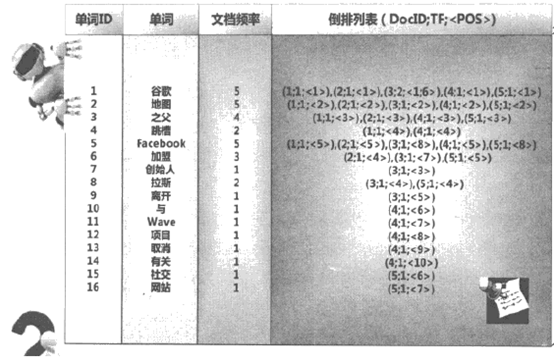 单词ID 单词 文档频率 倒排列表（DocID;TF;<POS>）
1 谷歌 5 (1;1;<1>),(2;1;<1>),(3;2;<1;6>),(4;1;<1>),(5;1;<1>)
2 地图 5 (1;1;<2>),(2;1;<2>),(3;1;<2>),(4;1;<2>),(5;1;<2>)
3 之父 4 (1;1;<3>),(2;1;<3>),(4;1;<3>),(5;1;<3>)
4 跳槽 2 (1;1;<4>),(4;1;<4>)
5 Facebook 5 (1;1;<5>),(2;1;<5>),(3;1;<8>),(4;1;<5>),(5;1;<8>)
6 加盟 3 (2;1;<4>),(3;1;<7>),(5;1;<5>)
7 创始人 1 (3;1;<3>)
8 拉斯 2 (3;1;<4>),(5;1;<4>)
9 离开 1 (3;1;<5>)
10 与 1 (4;1;<6>)
11 Wave 1 (4;1;<7>)
12 项目 1 (4;1;<8>)
13 取消 1 (4;1;<9>)
14 有关 1 (4;1;<10>)
15 社交 1 (5;1;<6>)
16 网站 1 (5;1;<7>)